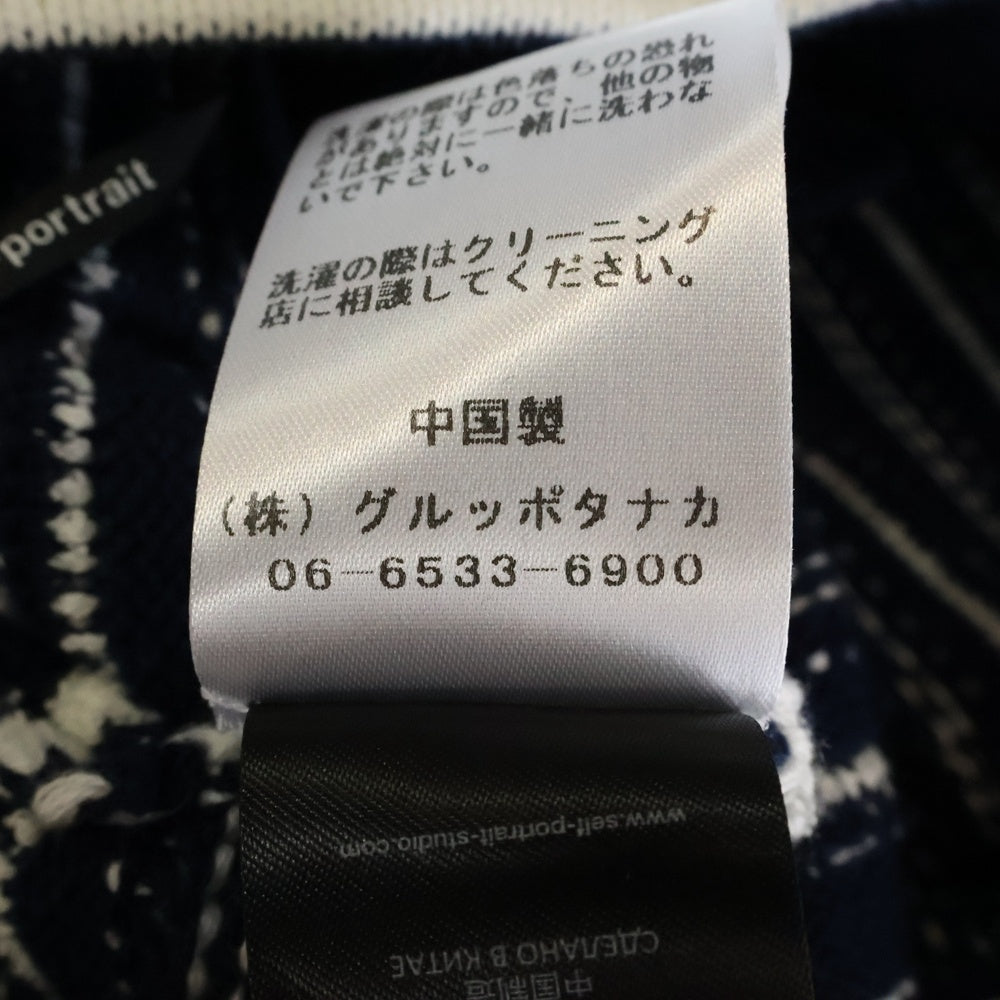 洗濯の際は色落ちの恐れ
がありますので、他の物
とは絶対に一緒に洗わな
いで下さい。
洗濯の際はクリーニング
店に相談してください。
中国製
(株) グルッポタナカ
06-6533-6900
portrait
www.self-portrait-studio.com
СДЕЛАНО В КИТАЕ
中国制造